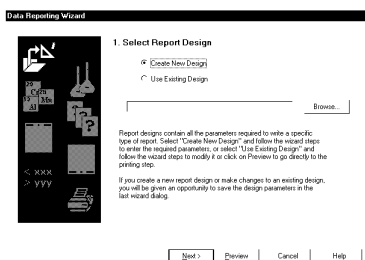 Data Reporting Wizard
1. Select Report Design
Create New Design
Use Existing Design
Browse...
Report designs contain all the parameters required to write a specific
type of report. Select "Create New Design" and follow the wizard steps
to enter the required parameters, or select "Use Existing Design" and
follow the wizard steps to modify it or click on Preview to go directly to the
printing step.
If you create a new report design or make changes to an existing design,
you will be given an opportunity to save the design parameters in the
last wizard dialog.
< xxx
> yyy
Next > Preview Cancel Help